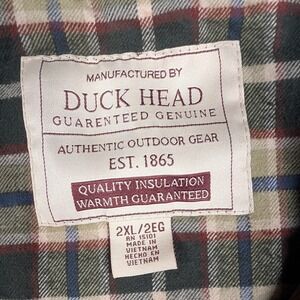 MANUFACTURED BY
DUCK HEAD
GUARENTEED GENUINE
AUTHENTIC OUTDOOR GEAR
EST. 1865
QUALITY INSULATION
WARMTH GUARANTEED
2XL/2EG
RN 15101
MADE IN
VIETNAM
HECHO EN
VIETNAM